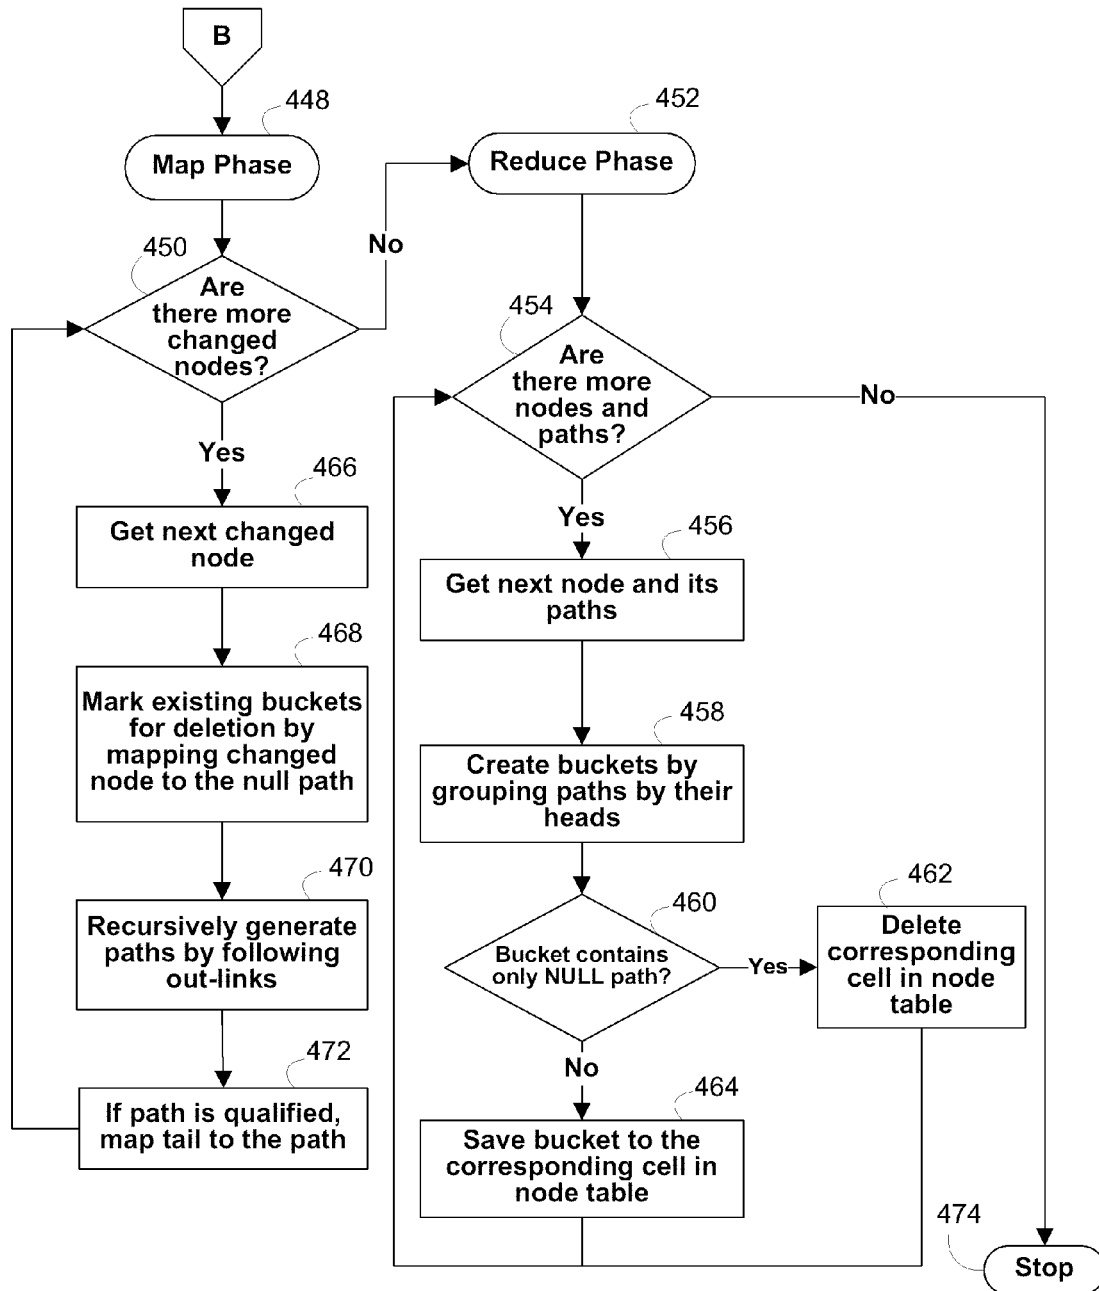 B
448
Map Phase
450
Are
there more
changed
nodes?
No
Yes
466
Get next changed
node
468
Mark existing buckets
for deletion by
mapping changed
node to the null path
470
Recursively generate
paths by following
out-links
472
If path is qualified,
map tail to the path
452
Reduce Phase
454
Are
there more
nodes and
paths?
No
Yes
456
Get next node and its
paths
458
Create buckets by
grouping paths by their
heads
460
Bucket contains
only NULL path?
Yes
462
Delete
corresponding
cell in node
table
No
464
Save bucket to the
corresponding cell in
node table
474
Stop